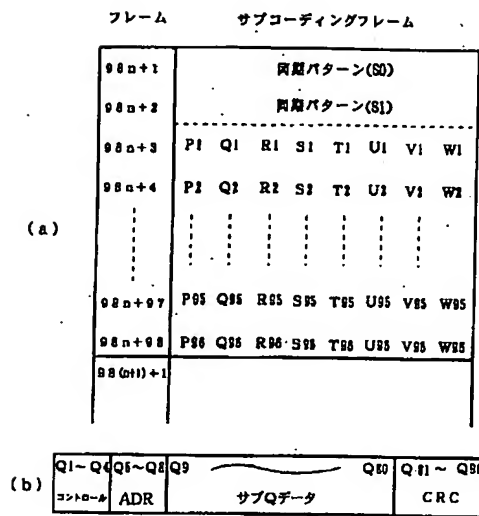 フレーム サブコーディングフレーム
98n+1 同期パターン(S0)
98n+2 同期パターン(S1)
98n+3 P1 Q1 R1 S1 T1 U1 V1 W1
98n+4 P2 Q2 R2 S2 T2 U2 V2 W2
(a)
98n+97 P95 Q95 R95 S95 T95 U95 V95 W95
98n+98 P96 Q96 R96 S96 T96 U96 V96 W96
98(n+1)+1
(b)
Q1~Q4 Q5~Q8 Q9 Q80 Q81~Q96
コントロール ADR サブQデータ CRC